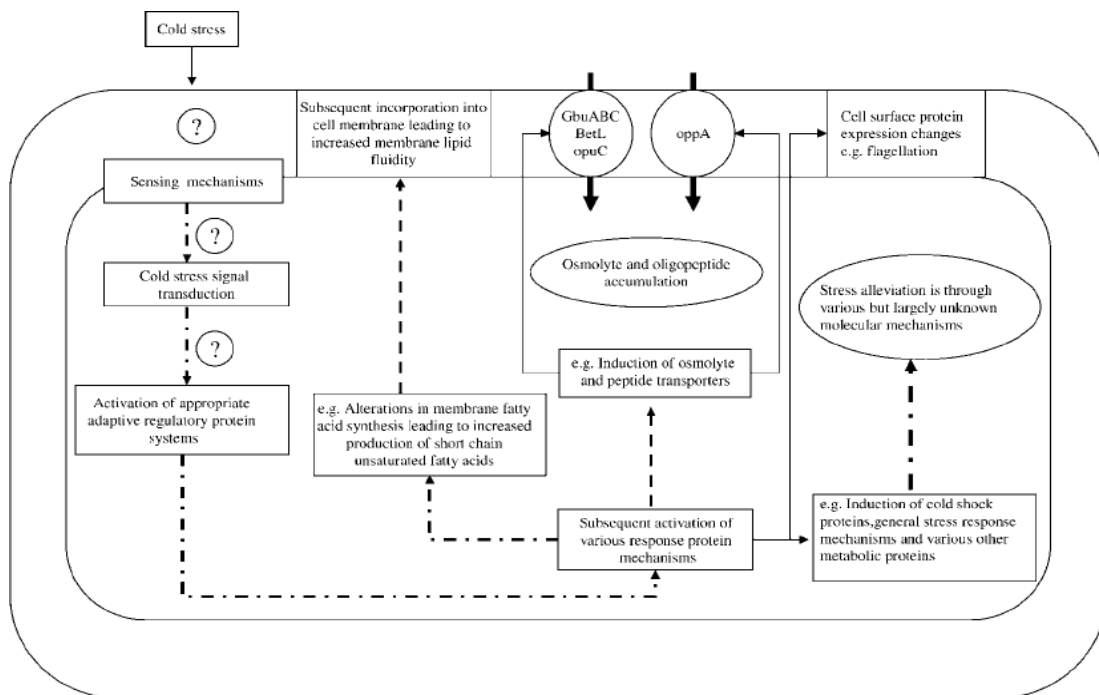 Cold stress
?
Sensing mechanisms
?
Cold stress signal
transduction
?
Activation of appropriate
adaptive regulatory protein
systems
Subsequent incorporation into
cell membrane leading to
increased membrane lipid
fluidity
e.g. Alterations in membrane fatty
acid synthesis leading to increased
production of short chain
unsaturated fatty acids
GbuABC
BetL
opuC
oppA
Osmolyte and oligopeptide
accumulation
e.g. Induction of osmolyte
and peptide transporters
Subsequent activation of
various response protein
mechanisms
Cell surface protein
expression changes
e.g. flagellation
Stress alleviation is through
various but largely unknown
molecular mechanisms
e.g. Induction of cold shock
proteins,general stress response
mechanisms and various other
metabolic proteins